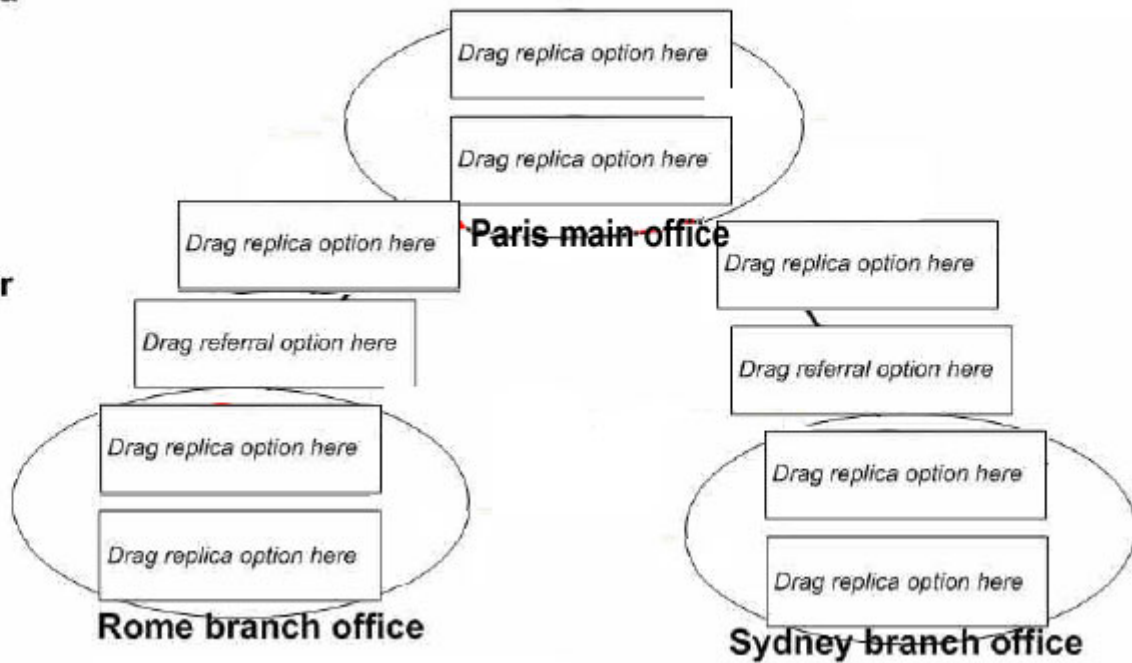 Drag replica option here
Drag replica option here
Paris main office
Drag replica option here
Drag replica option here
r
Drag referral option here
Drag referral option here
Drag replica option here
Drag replica option here
Drag replica option here
Drag replica option here
Rome branch office
Sydney branch office